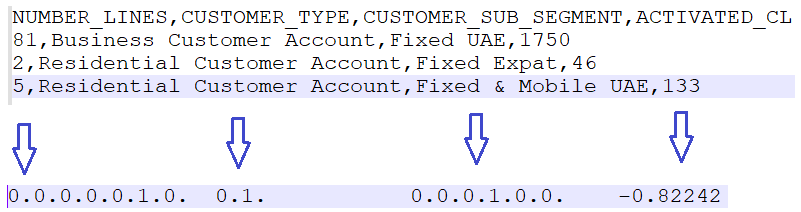 NUMBER_LINES,CUSTOMER_TYPE,CUSTOMER_SUB_SEGMENT,ACTIVATED_CL
81,Business Customer Account,Fixed UAE,1750
2,Residential Customer Account,Fixed Expat,46
5,Residential Customer Account,Fixed & Mobile UAE,133
0.0.0.0.0.1.0. 0.1. 0.0.0.1.0.0. -0.82242